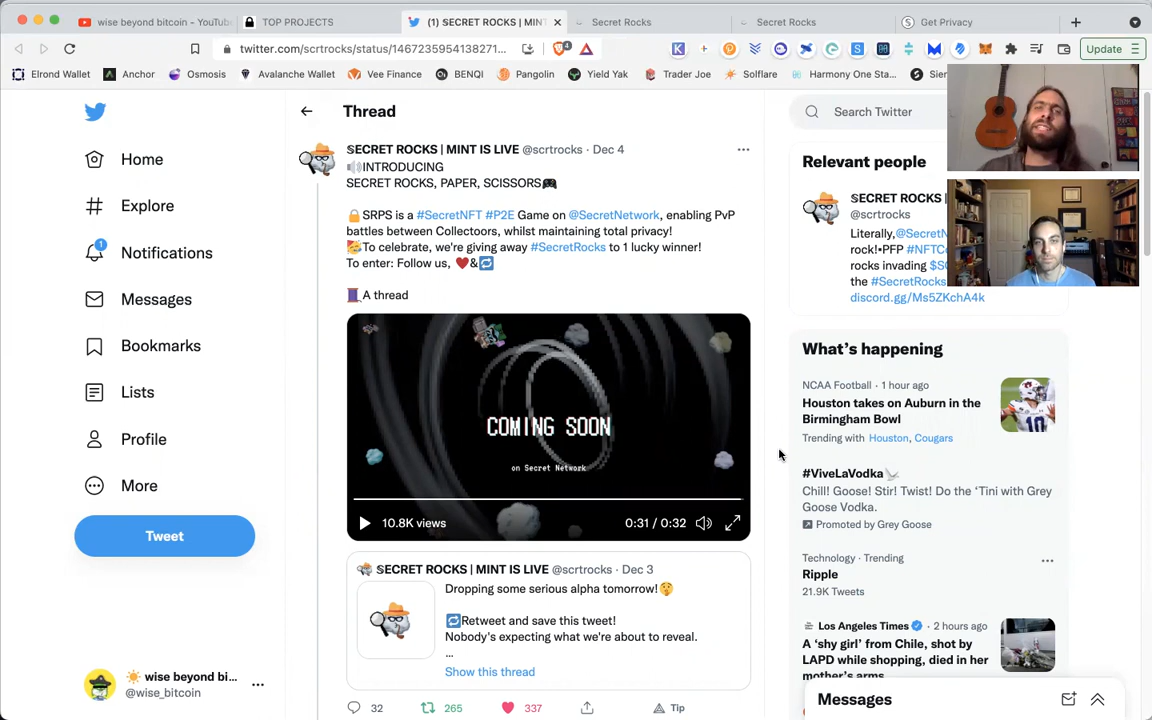 wise beyond bitcoin - YouTub
TOP PROJECTS
(1) SECRET ROCKS | MINT
Secret Rocks
Secret Rocks
Get Privacy
twitter.com/scrtrocks/status/1467235954138271...
4
Update
Elrond Wallet
Anchor
Osmosis
Avalanche Wallet
Vee Finance
BENQI
Pangolin
Yield Yak
Trader Joe
Solflare
Harmony One Sta...
Sien
Home
Explore
1
Notifications
Messages
Bookmarks
Lists
Profile
More
Tweet
wise beyond bi...
@wise_bitcoin
Thread
SECRET ROCKS | MINT IS LIVE @scrtrocks · Dec 4
INTRODUCING
SECRET ROCKS, PAPER, SCISSORS🎮
🔒SRPS is a #SecretNFT #P2E Game on @SecretNetwork, enabling PvP
battles between Collectoors, whilst maintaining total privacy!
🥳To celebrate, we're giving away #SecretRocks to 1 lucky winner!
To enter: Follow us, ❤️&🔁
🧵A thread
COMING SOON
on Secret Network
10.8K views
0:31 / 0:32
SECRET ROCKS | MINT IS LIVE @scrtrocks · Dec 3
Dropping some serious alpha tomorrow!🤫
🔁Retweet and save this tweet!
Nobody's expecting what we're about to reveal.
...
Show this thread
32
265
337
Tip
Search Twitter
Relevant people
SECRET ROCKS
@scrtrocks
Literally,@SecretN
rock!•PFP #NFTC
rocks invading $SC
the #SecretRocks
discord.gg/Ms5ZKchA4k
What's happening
NCAA Football · 1 hour ago
Houston takes on Auburn in the
Birmingham Bowl
Trending with Houston, Cougars
#ViveLaVodka
Chill! Goose! Stir! Twist! Do the 'Tini with Grey
Goose Vodka.
Promoted by Grey Goose
Technology · Trending
Ripple
21.9K Tweets
Los Angeles Times · 2 hours ago
A 'shy girl' from Chile, shot by
LAPD while shopping, died in her
mother's arms
Messages